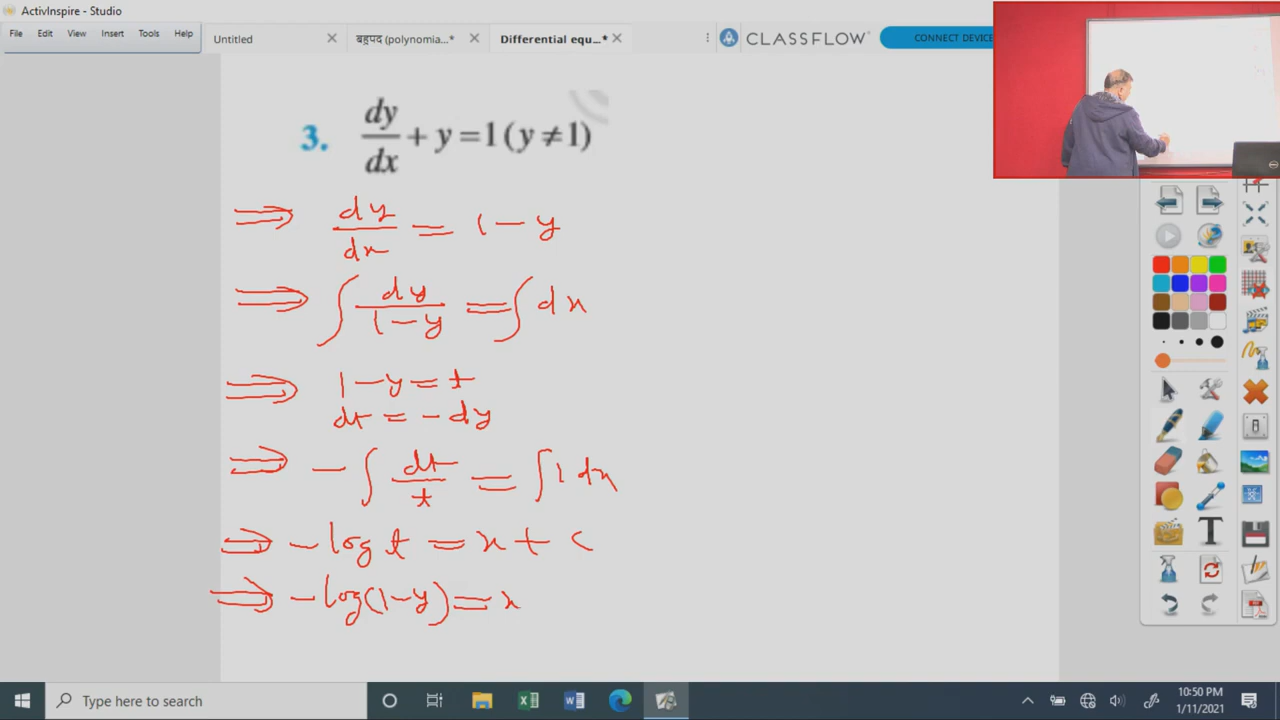 ActivInspire - Studio
File Edit View Insert Tools Help
Untitled
बहुपद (polynomia...*
Differential equ...*
CLASSFLOW
CONNECT DEVICE
3. dy/dx + y = 1 (y ≠ 1)
⇒ dy/dx = 1 - y
⇒ ∫ dy/(1-y) = ∫ dx
⇒ 1 - y = t
dt = - dy
⇒ - ∫ dt/t = ∫ 1 dx
⇒ - log t = x + c
⇒ - log(1-y) = x
Type here to search
10:50 PM
1/11/2021